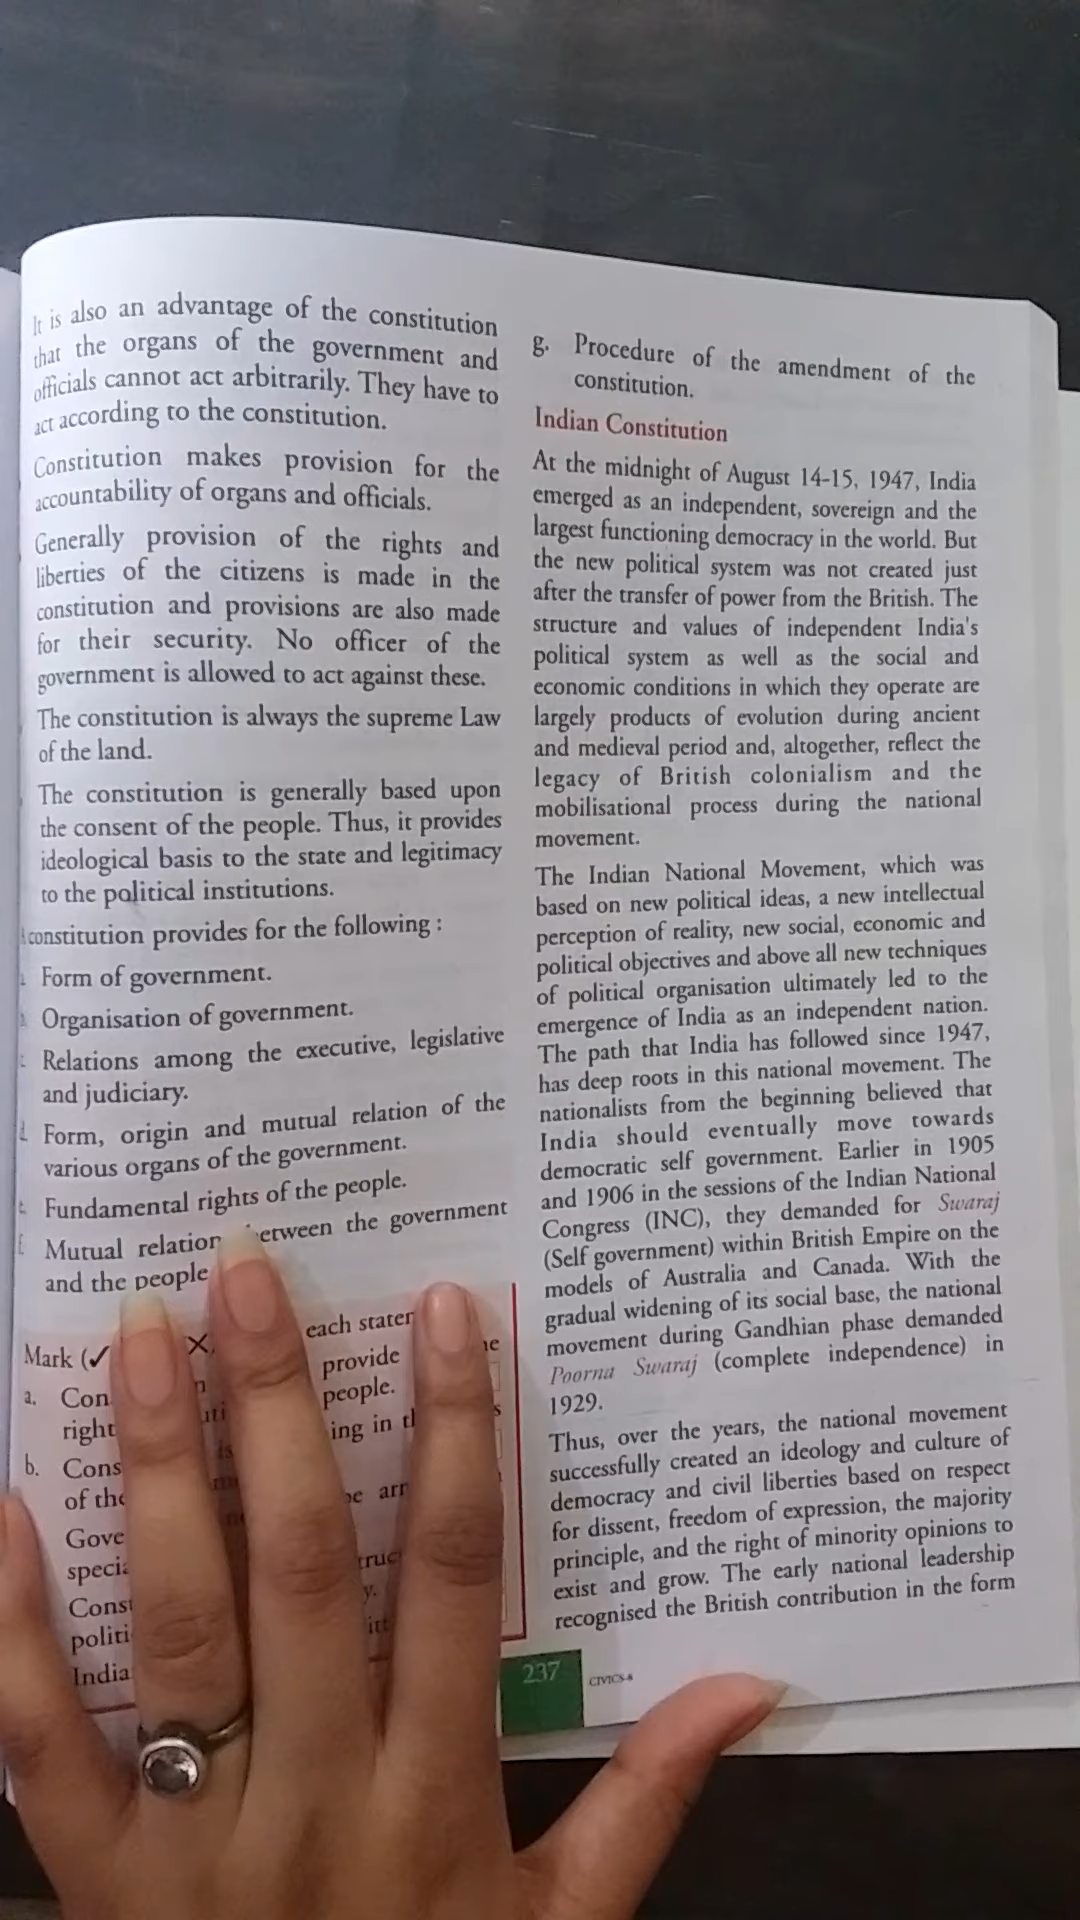 It is also an advantage of the constitution
that the organs of the government and
officials cannot act arbitrarily. They have to
act according to the constitution.
Constitution makes provision for the
accountability of organs and officials.
Generally provision of the rights and
liberties of the citizens is made in the
constitution and provisions are also made
for their security. No officer of the
government is allowed to act against these.
The constitution is always the supreme Law
of the land.
The constitution is generally based upon
the consent of the people. Thus, it provides
ideological basis to the state and legitimacy
to the political institutions.
constitution provides for the following :
Form of government.
Organisation of government.
Relations among the executive, legislative
and judiciary.
d. Form, origin and mutual relation of the
various organs of the government.
e. Fundamental rights of the people.
f. Mutual relation between the government
and the people
Mark (✓ ✗ each
a. Con provide
right people.
ing in
b. Cons
of the
Gove
Const
India
g. Procedure of the amendment of the
constitution.
Indian Constitution
At the midnight of August 14-15, 1947, India
emerged as an independent, sovereign and the
largest functioning democracy in the world. But
the new political system was not created just
after the transfer of power from the British. The
structure and values of independent India's
political system as well as the social and
economic conditions in which they operate are
largely products of evolution during ancient
and medieval period and, altogether, reflect the
legacy of British colonialism and the
mobilisational process during the national
movement.
The Indian National Movement, which was
based on new political ideas, a new intellectual
perception of reality, new social, economic and
political objectives and above all new techniques
of political organisation ultimately led to the
emergence of India as an independent nation.
The path that India has followed since 1947,
has deep roots in this national movement. The
nationalists from the beginning believed that
India should eventually move towards
democratic self government. Earlier in 1905
and 1906 in the sessions of the Indian National
Congress (INC), they demanded for Swaraj
(Self government) within British Empire on the
models of Australia and Canada. With the
gradual widening of its social base, the national
movement during Gandhian phase demanded
Poorna Swaraj (complete independence) in
1929.
Thus, over the years, the national movement
successfully created an ideology and culture of
democracy and civil liberties based on respect
for dissent, freedom of expression, the majority
principle, and the right of minority opinions to
exist and grow. The early national leadership
recognised the British contribution in the form
237 CIVICS-8